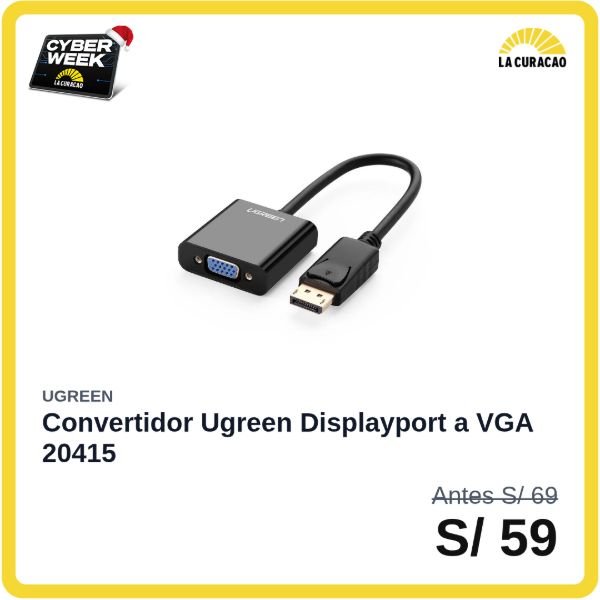 CYBER
WEEK
LA CURACAO
LA CURACAO
UGREEN
UGREEN
Convertidor Ugreen Displayport a VGA
20415
Antes S/ 69
S/ 59